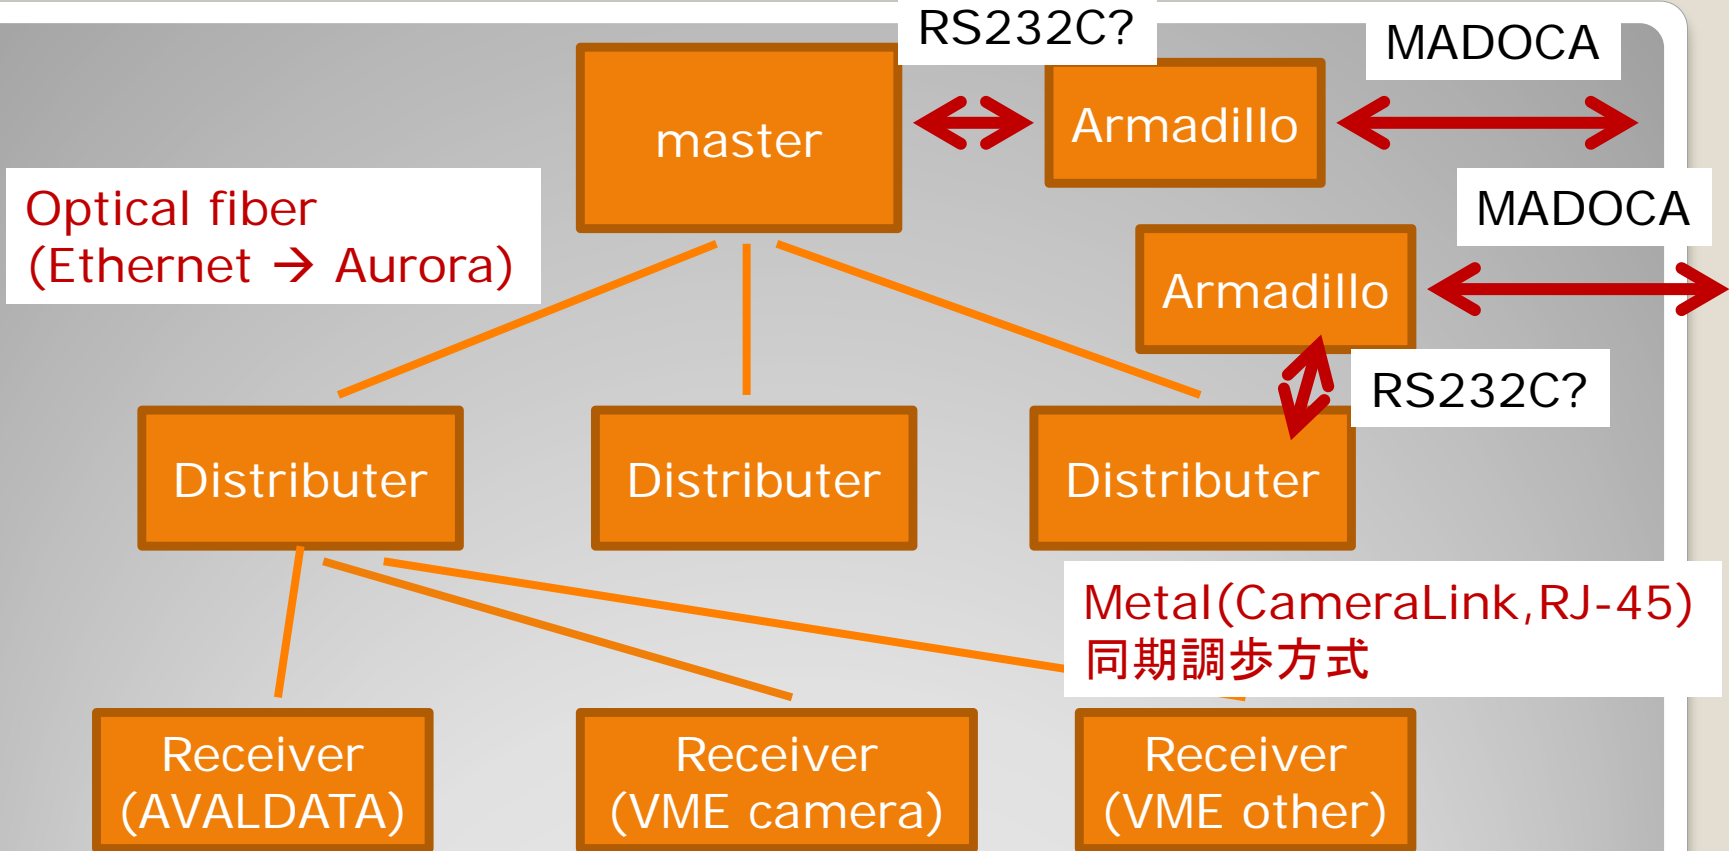 RS232C?
MADOCA
master
Armadillo
Optical fiber
(Ethernet → Aurora)
MADOCA
Armadillo
RS232C?
Distributer
Distributer
Distributer
Metal(CameraLink,RJ-45)
同期調歩方式
Receiver
(AVALDATA)
Receiver
(VME camera)
Receiver
(VME other)